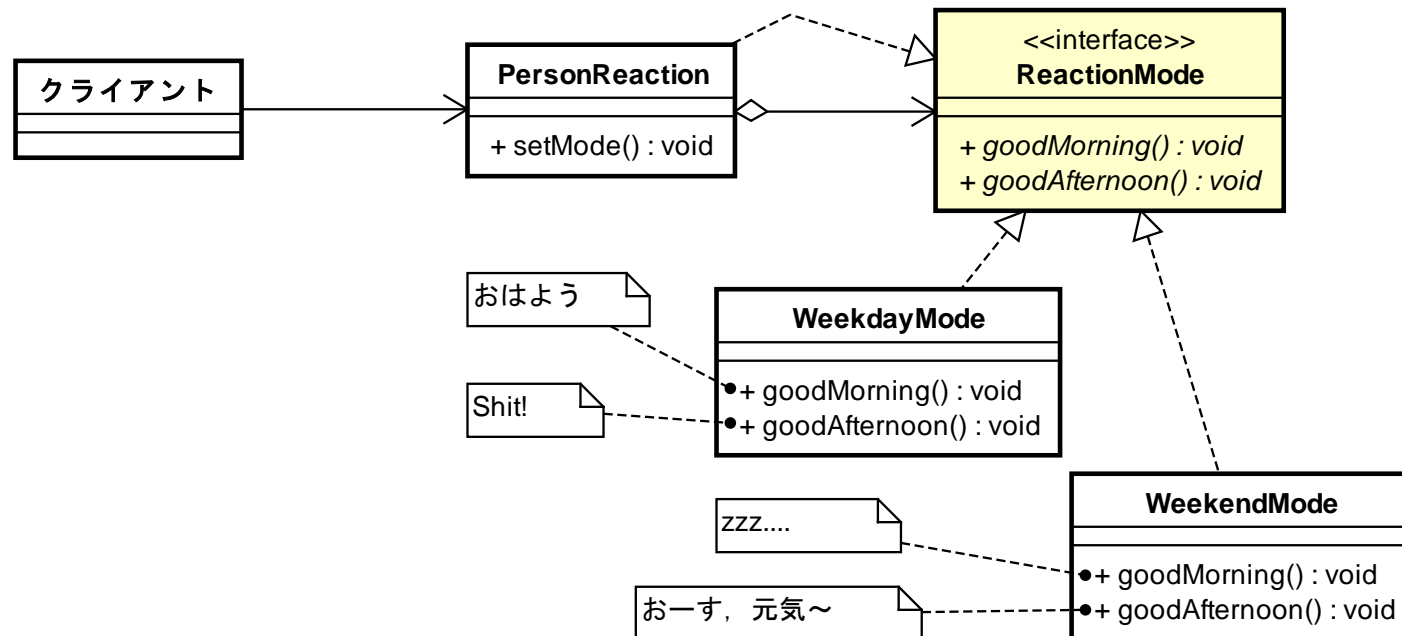 クライアント
PersonReaction
+ setMode() : void
<<interface>>
ReactionMode
+ goodMorning() : void
+ goodAfternoon() : void
おはよう
Shit!
WeekdayMode
+ goodMorning() : void
+ goodAfternoon() : void
zzz....
おーす，元気～
WeekendMode
+ goodMorning() : void
+ goodAfternoon() : void